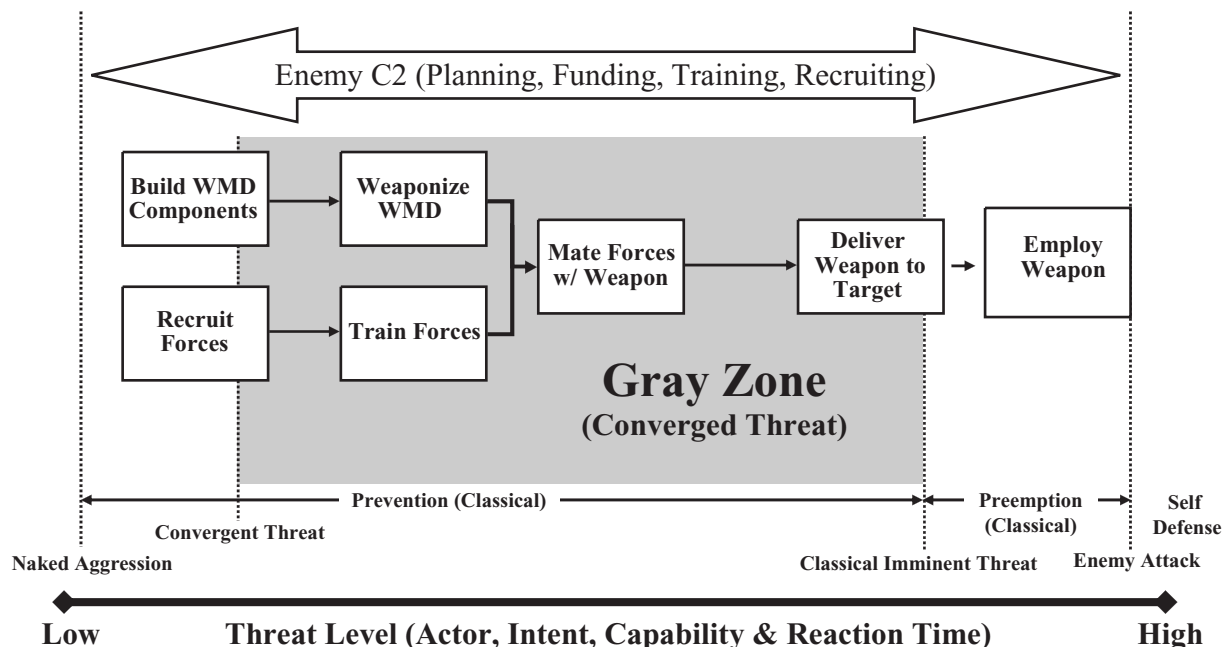 Enemy C2 (Planning, Funding, Training, Recruiting)
Build WMD
Components
Weaponize
WMD
Mate Forces
w/ Weapon
Deliver
Weapon to
Target
Employ
Weapon
Recruit
Forces
Train Forces
Gray Zone
(Converged Threat)
Prevention (Classical)
Preemption
(Classical)
Self
Defense
Convergent Threat
Naked Aggression
Classical Imminent Threat
Enemy Attack
Low
Threat Level (Actor, Intent, Capability & Reaction Time)
High